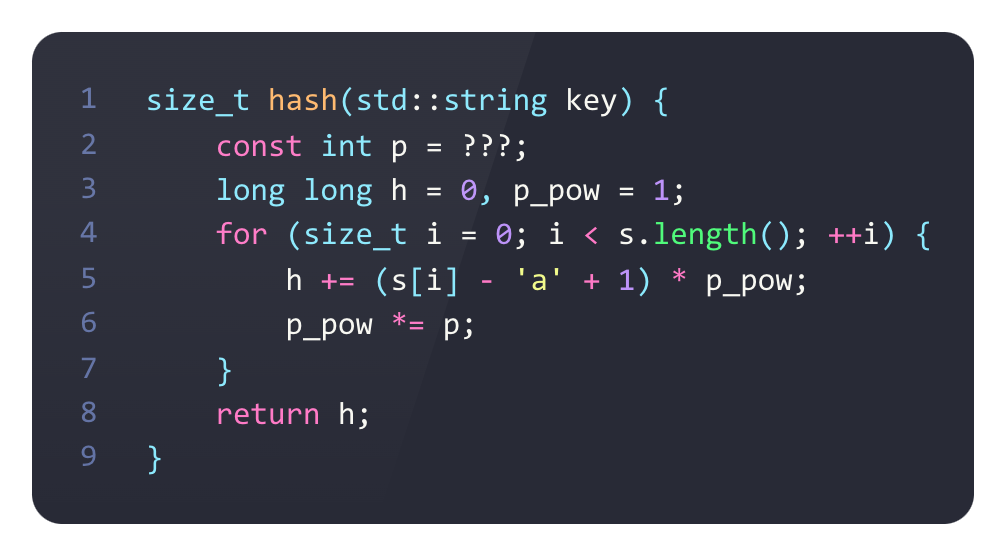 1 size_t hash(std::string key) {
2 const int p = ???;
3 long long h = 0, p_pow = 1;
4 for (size_t i = 0; i < s.length(); ++i) {
5 h += (s[i] - 'a' + 1) * p_pow;
6 p_pow *= p;
7 }
8 return h;
9 }